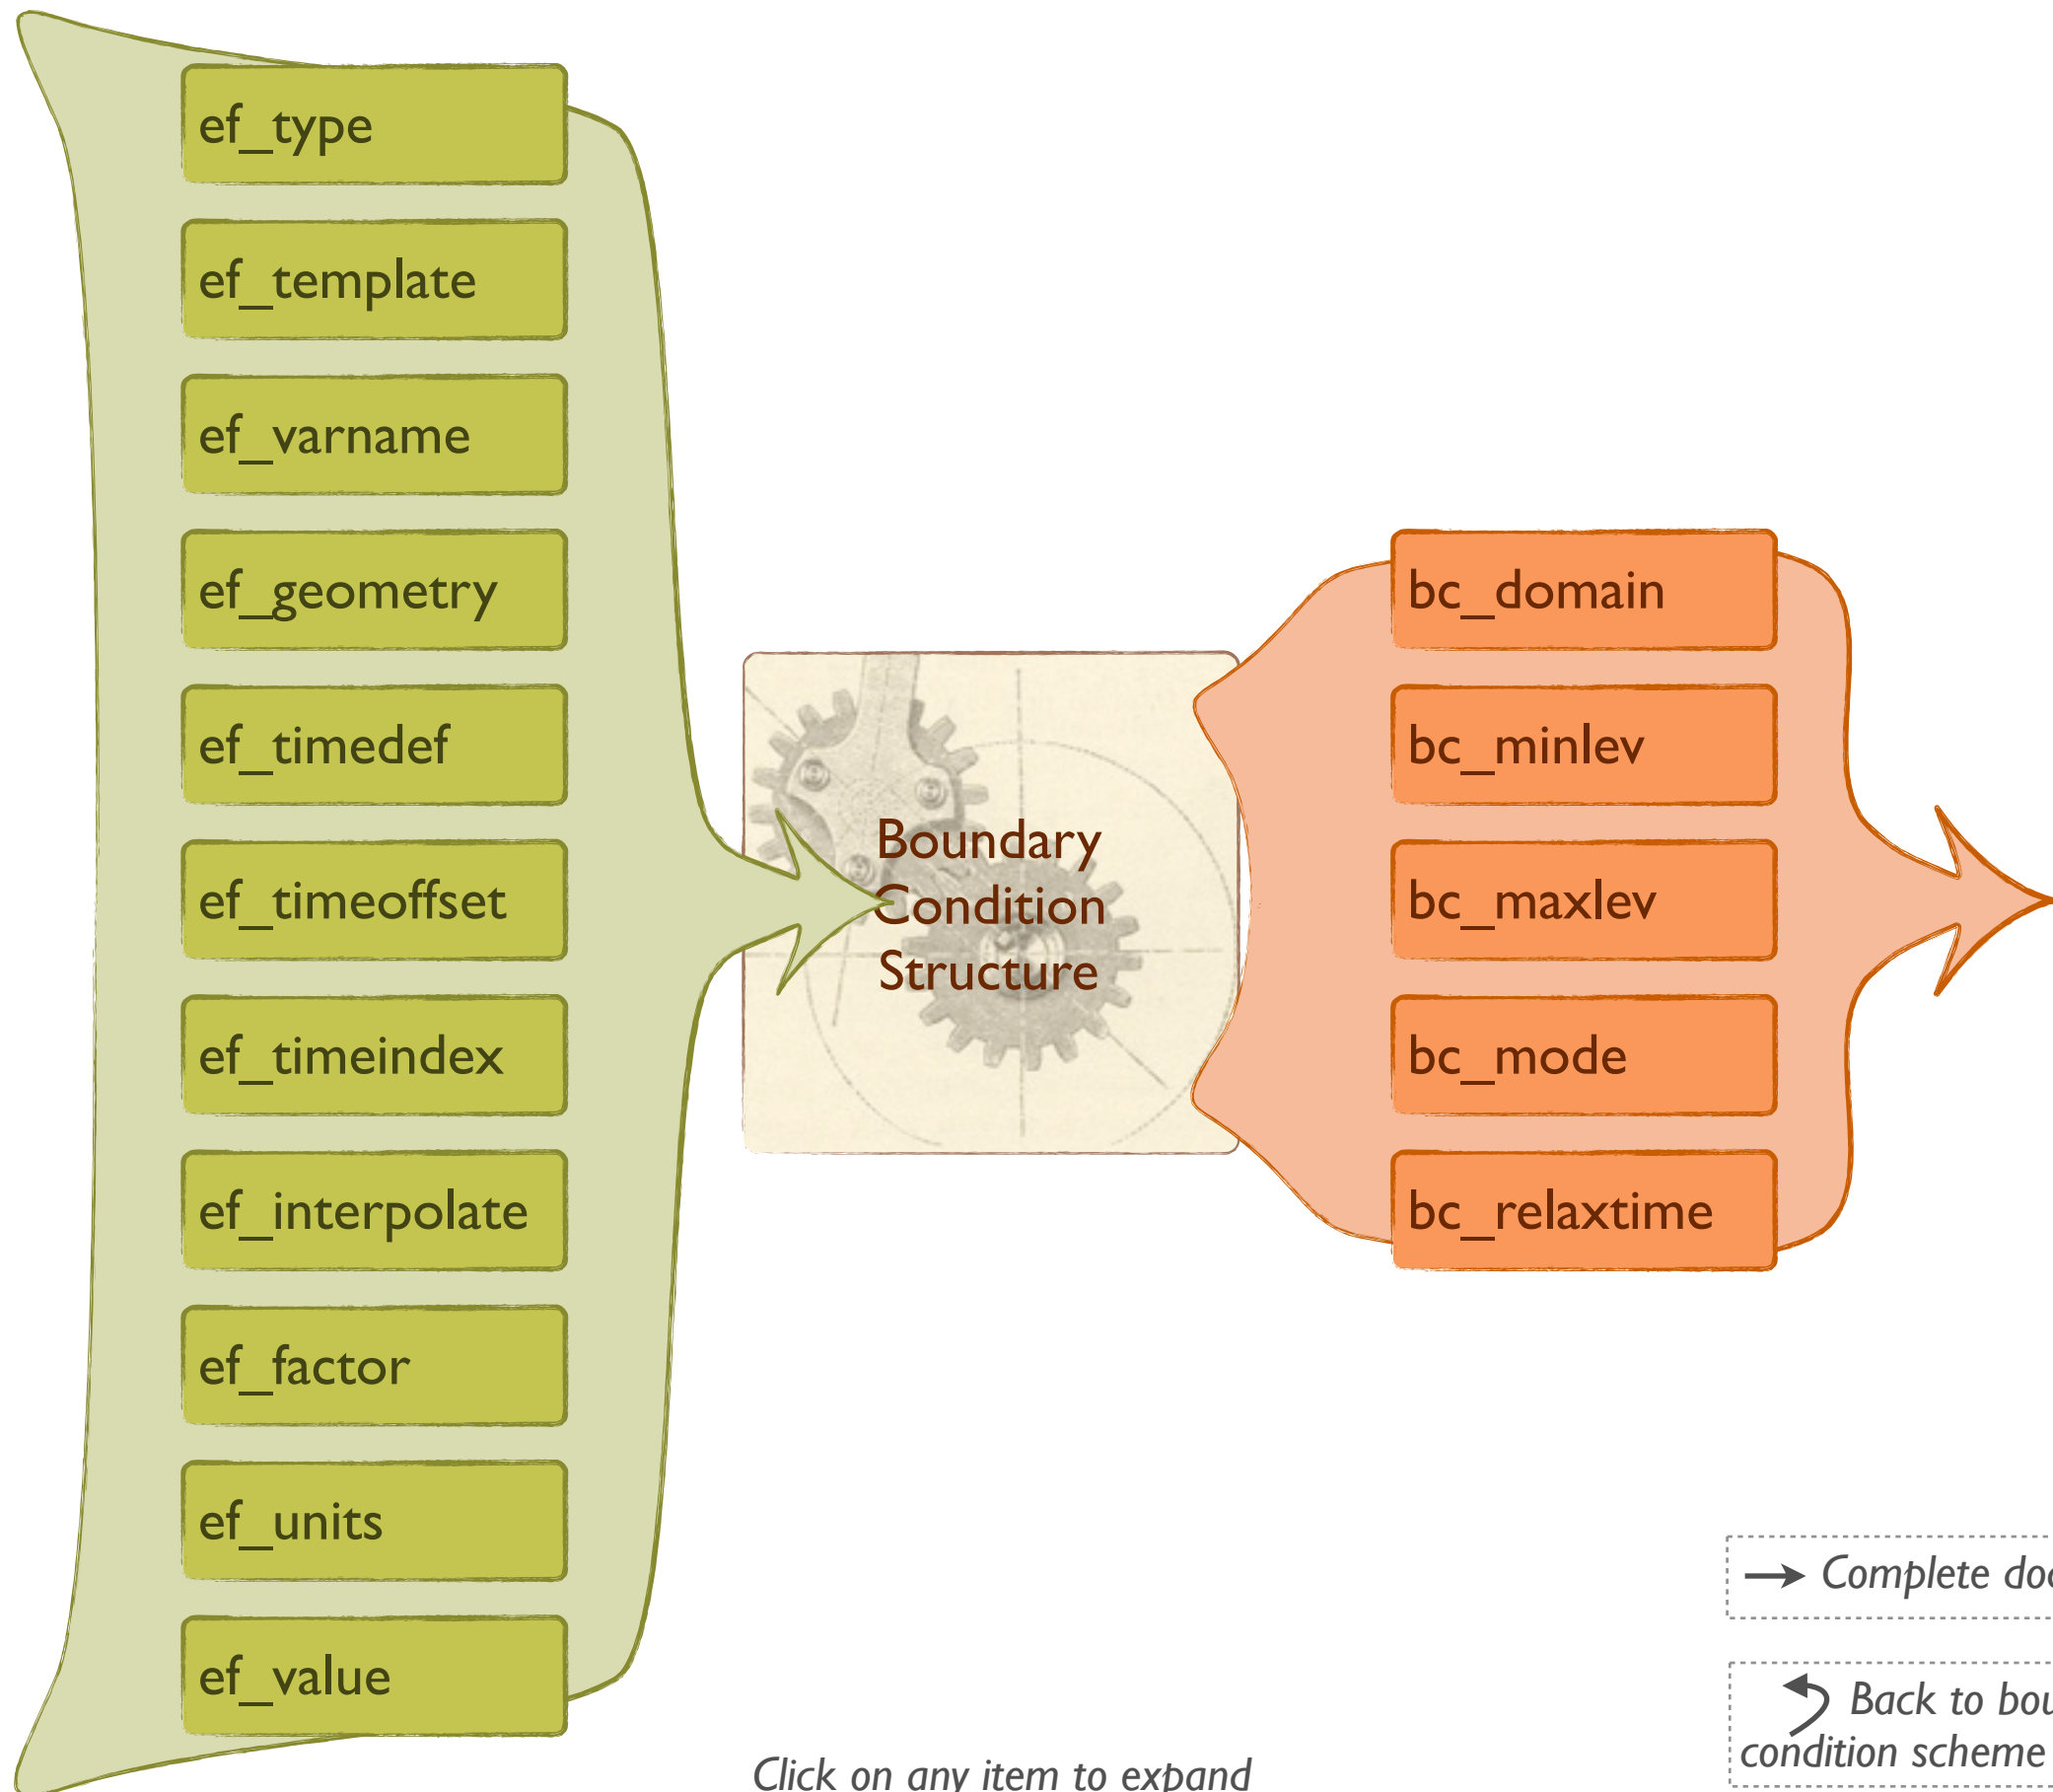 ef_type
ef_template
ef_varname
ef_geometry
ef_timedef
ef_timeoffset
ef_timeindex
ef_interpolate
ef_factor
ef_units
ef_value
Boundary
Condition
Structure
bc_domain
bc_minlev
bc_maxlev
bc_mode
bc_relaxtime
Complete
Back to
condition scheme
Click on any item to expand